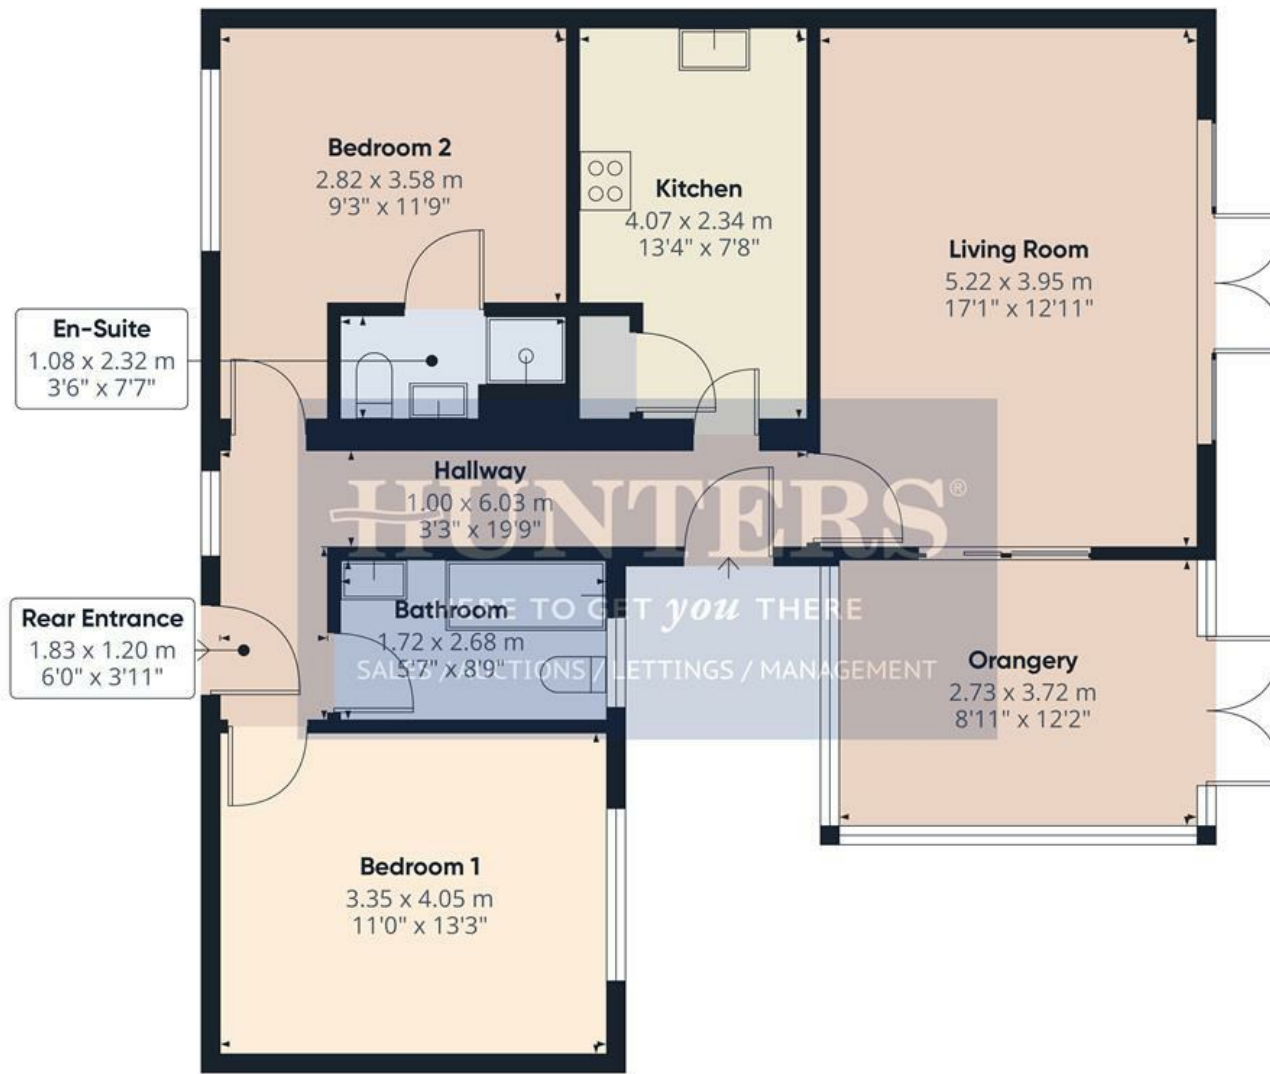 Bedroom 2
2.82 x 3.58 m
9'3" x 11'9"
Kitchen
4.07 x 2.34 m
13'4" x 7'8"
Living Room
5.22 x 3.95 m
17'1" x 12'11"
En-Suite
1.08 x 2.32 m
3'6" x 7'7"
Hallway
1.00 x 6.03 m
3'3" x 19'9"
HUNTERS®
HERE TO GET you THERE
SALES / AUCTIONS / LETTINGS / MANAGEMENT
Rear Entrance
1.83 x 1.20 m
6'0" x 3'11"
Bathroom
1.72 x 2.68 m
5'7" x 8'9"
Orangery
2.73 x 3.72 m
8'11" x 12'2"
Bedroom 1
3.35 x 4.05 m
11'0" x 13'3"